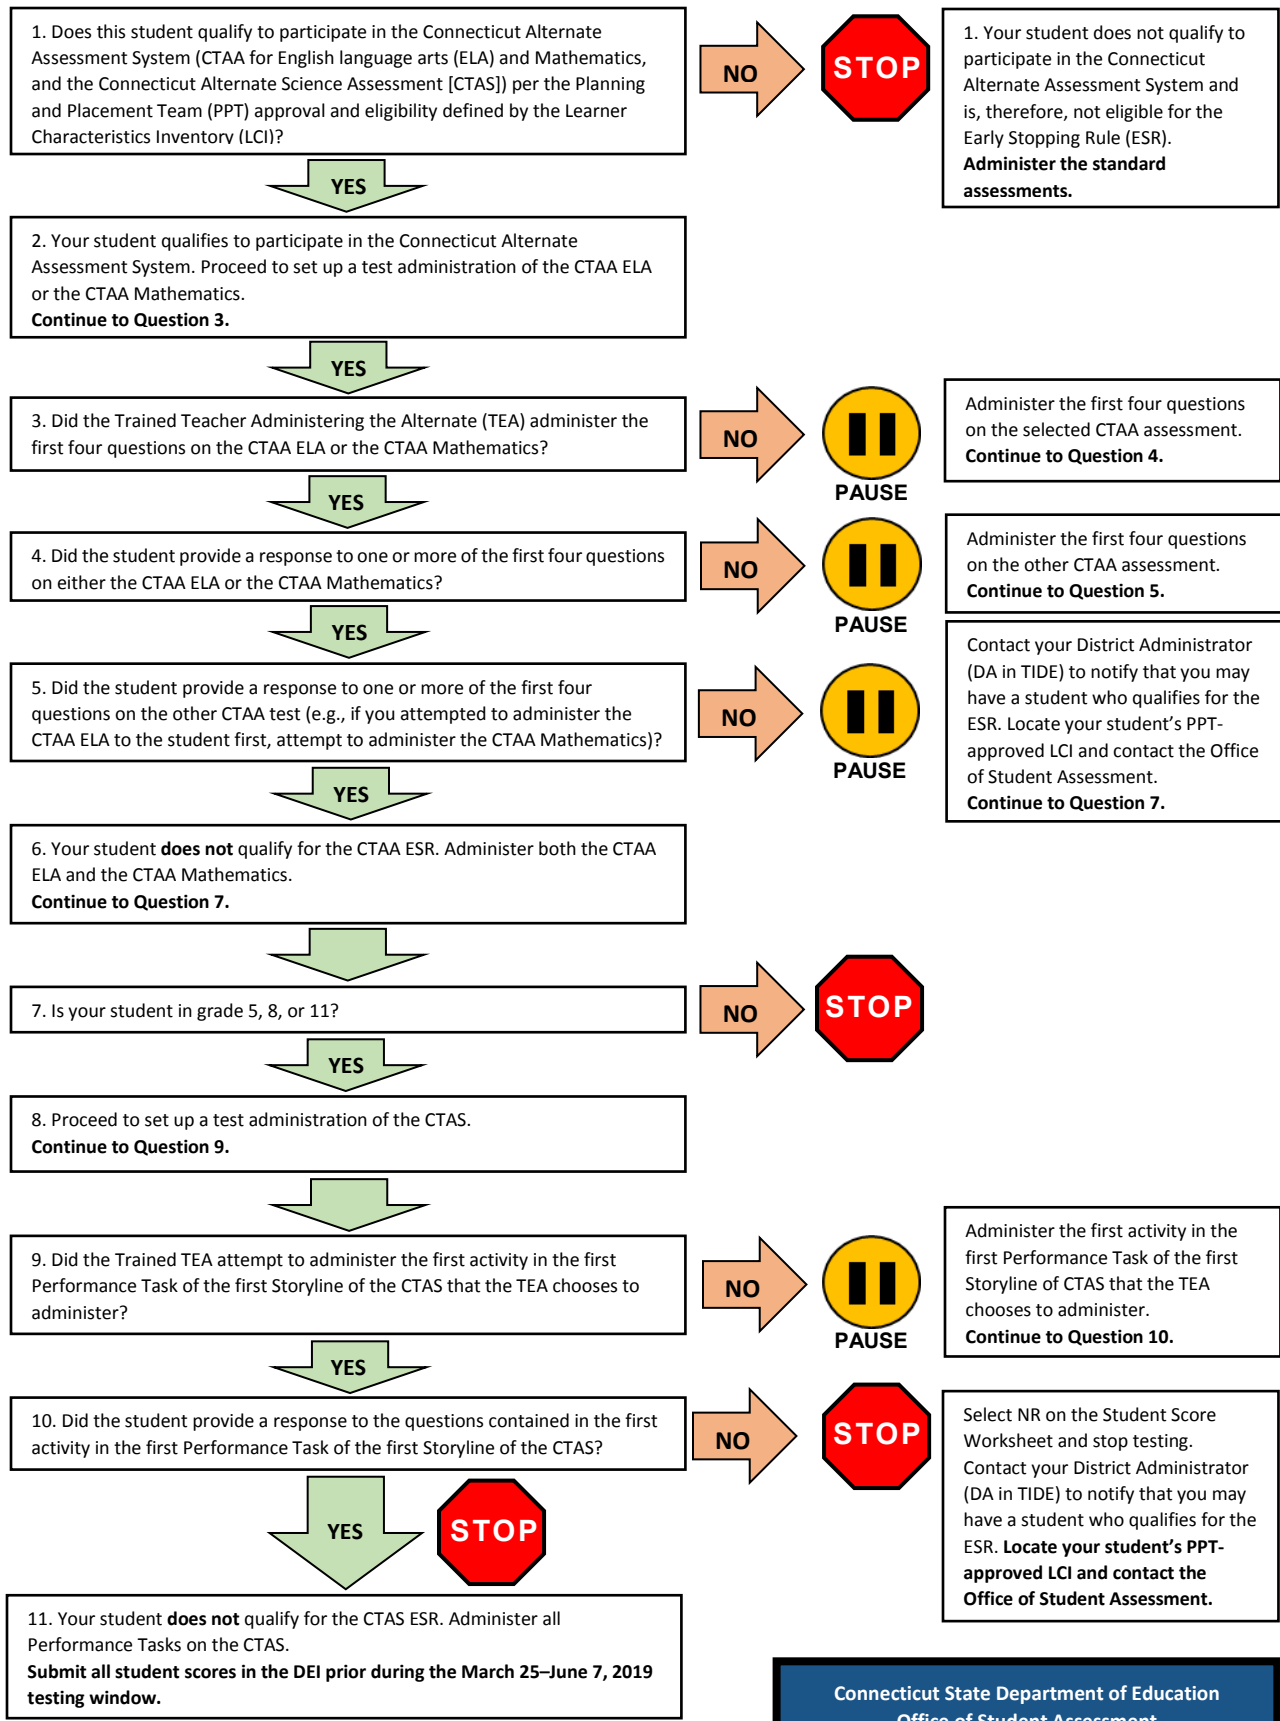 1. Does this student qualify to participate in the Connecticut Alternate
Assessment System (CTAA for English language arts (ELA) and Mathematics,
and the Connecticut Alternate Science Assessment [CTAS]) per the Planning
and Placement Team (PPT) approval and eligibility defined by the Learner
Characteristics Inventory (LCI)?
NO
STOP
1. Your student does not qualify to
participate in the Connecticut
Alternate Assessment System and
is, therefore, not eligible for the
Early Stopping Rule (ESR).
Administer the standard
assessments.
YES
2. Your student qualifies to participate in the Connecticut Alternate
Assessment System. Proceed to set up a test administration of the CTAA ELA
or the CTAA Mathematics.
Continue to Question 3.
YES
3. Did the Trained Teacher Administering the Alternate (TEA) administer the
first four questions on the CTAA ELA or the CTAA Mathematics?
NO
PAUSE
Administer the first four questions
on the selected CTAA assessment.
Continue to Question 4.
YES
4. Did the student provide a response to one or more of the first four questions
on either the CTAA ELA or the CTAA Mathematics?
NO
PAUSE
Administer the first four questions
on the other CTAA assessment.
Continue to Question 5.
YES
5. Did the student provide a response to one or more of the first four
questions on the other CTAA test (e.g., if you attempted to administer the
CTAA ELA to the student first, attempt to administer the CTAA Mathematics)?
NO
PAUSE
Contact your District Administrator
(DA in TIDE) to notify that you may
have a student who qualifies for the
ESR. Locate your student's PPT-
approved LCI and contact the Office
of Student Assessment.
Continue to Question 7.
YES
6. Your student does not qualify for the CTAA ESR. Administer both the CTAA
ELA and the CTAA Mathematics.
Continue to Question 7.
7. Is your student in grade 5, 8, or 11?
NO
STOP
YES
8. Proceed to set up a test administration of the CTAS.
Continue to Question 9.
9. Did the Trained TEA attempt to administer the first activity in the first
Performance Task of the first Storyline of the CTAS that the TEA chooses to
administer?
NO
PAUSE
Administer the first activity in the
first Performance Task of the first
Storyline of CTAS that the TEA
chooses to administer.
Continue to Question 10.
YES
10. Did the student provide a response to the questions contained in the first
activity in the first Performance Task of the first Storyline of the CTAS?
NO
STOP
Select NR on the Student Score
Worksheet and stop testing.
Contact your District Administrator
(DA in TIDE) to notify that you may
have a student who qualifies for the
ESR. Locate your student's PPT-
approved LCI and contact the
Office of Student Assessment.
YES
STOP
11. Your student does not qualify for the CTAS ESR. Administer all
Performance Tasks on the CTAS.
Submit all student scores in the DEI prior during the March 25–June 7, 2019
testing window.
Connecticut State Department of Education
Office of Student Assessment